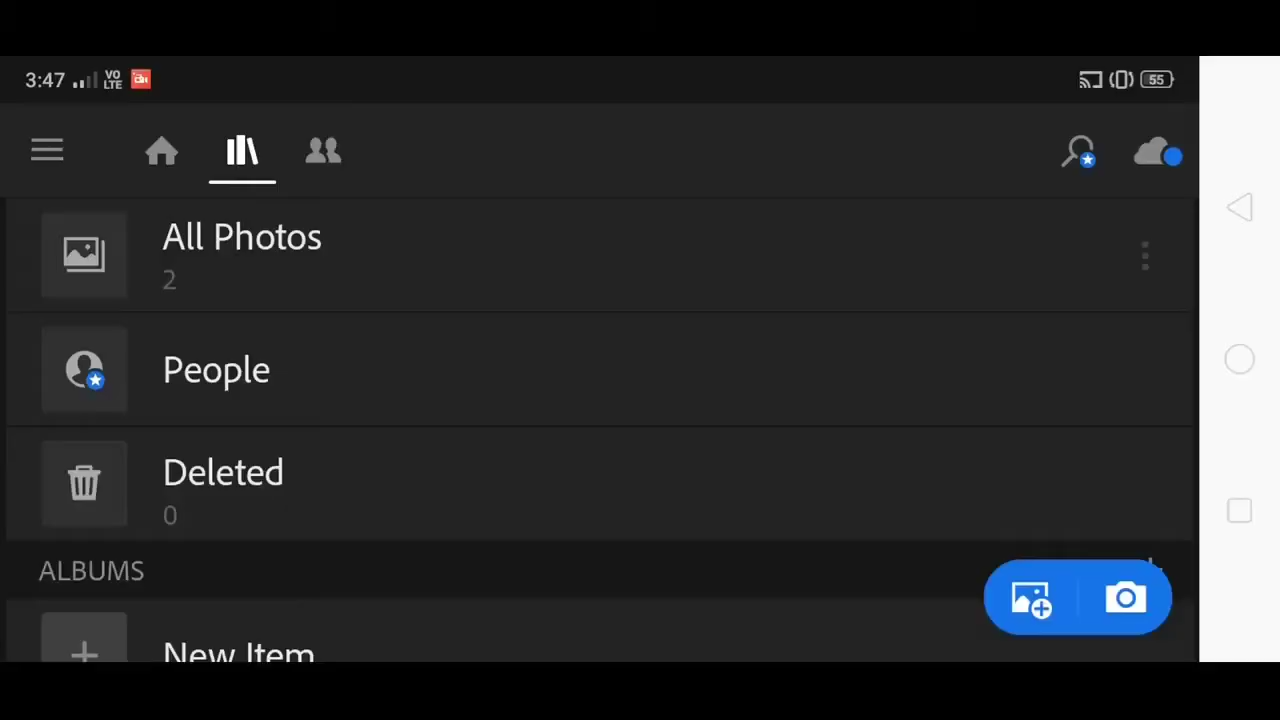 3:47 VO LTE 55
All Photos
2
People
Deleted
0
ALBUMS
New Item